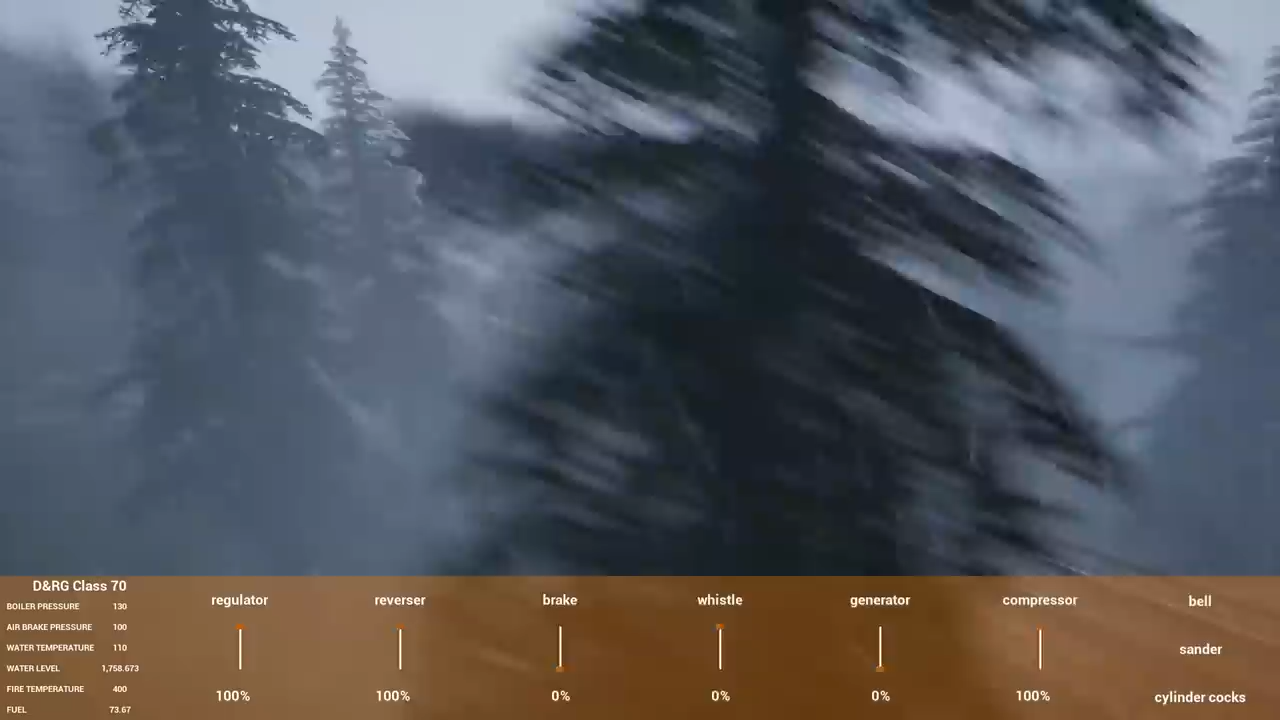 D&RG Class 70
BOILER PRESSURE 130
AIR BRAKE PRESSURE 100
WATER TEMPERATURE 110
WATER LEVEL 1,758.673
FIRE TEMPERATURE 400
FUEL 73.67
regulator
100%
reverser
100%
brake
0%
whistle
0%
generator
0%
compressor
100%
bell
sander
cylinder cocks